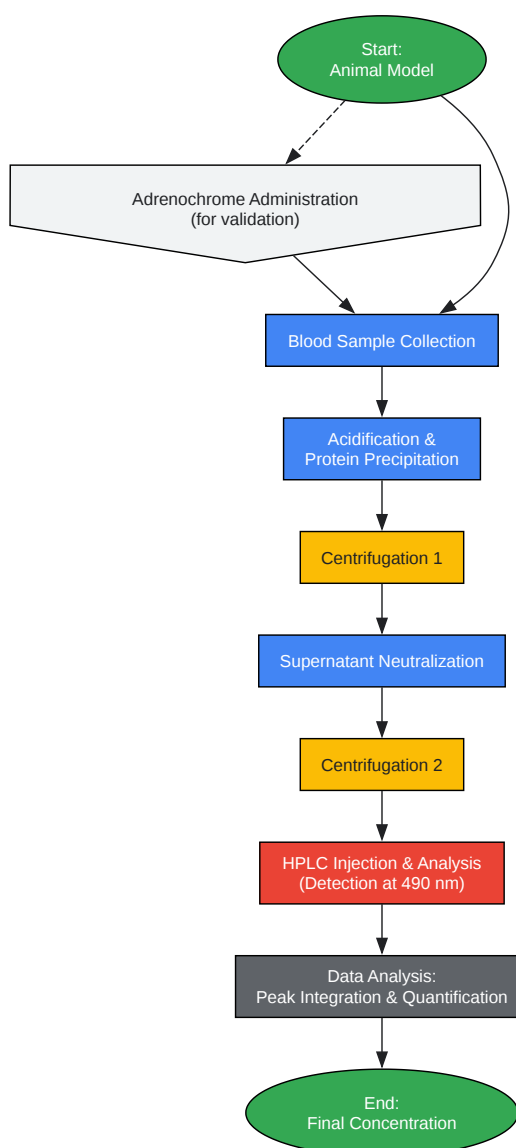 Start:
Animal Model
Adrenochrome Administration
(for validation)
Blood Sample Collection
Acidification &
Protein Precipitation
Centrifugation 1
Supernatant Neutralization
Centrifugation 2
HPLC Injection & Analysis
(Detection at 490 nm)
Data Analysis:
Peak Integration & Quantification
End:
Final Concentration